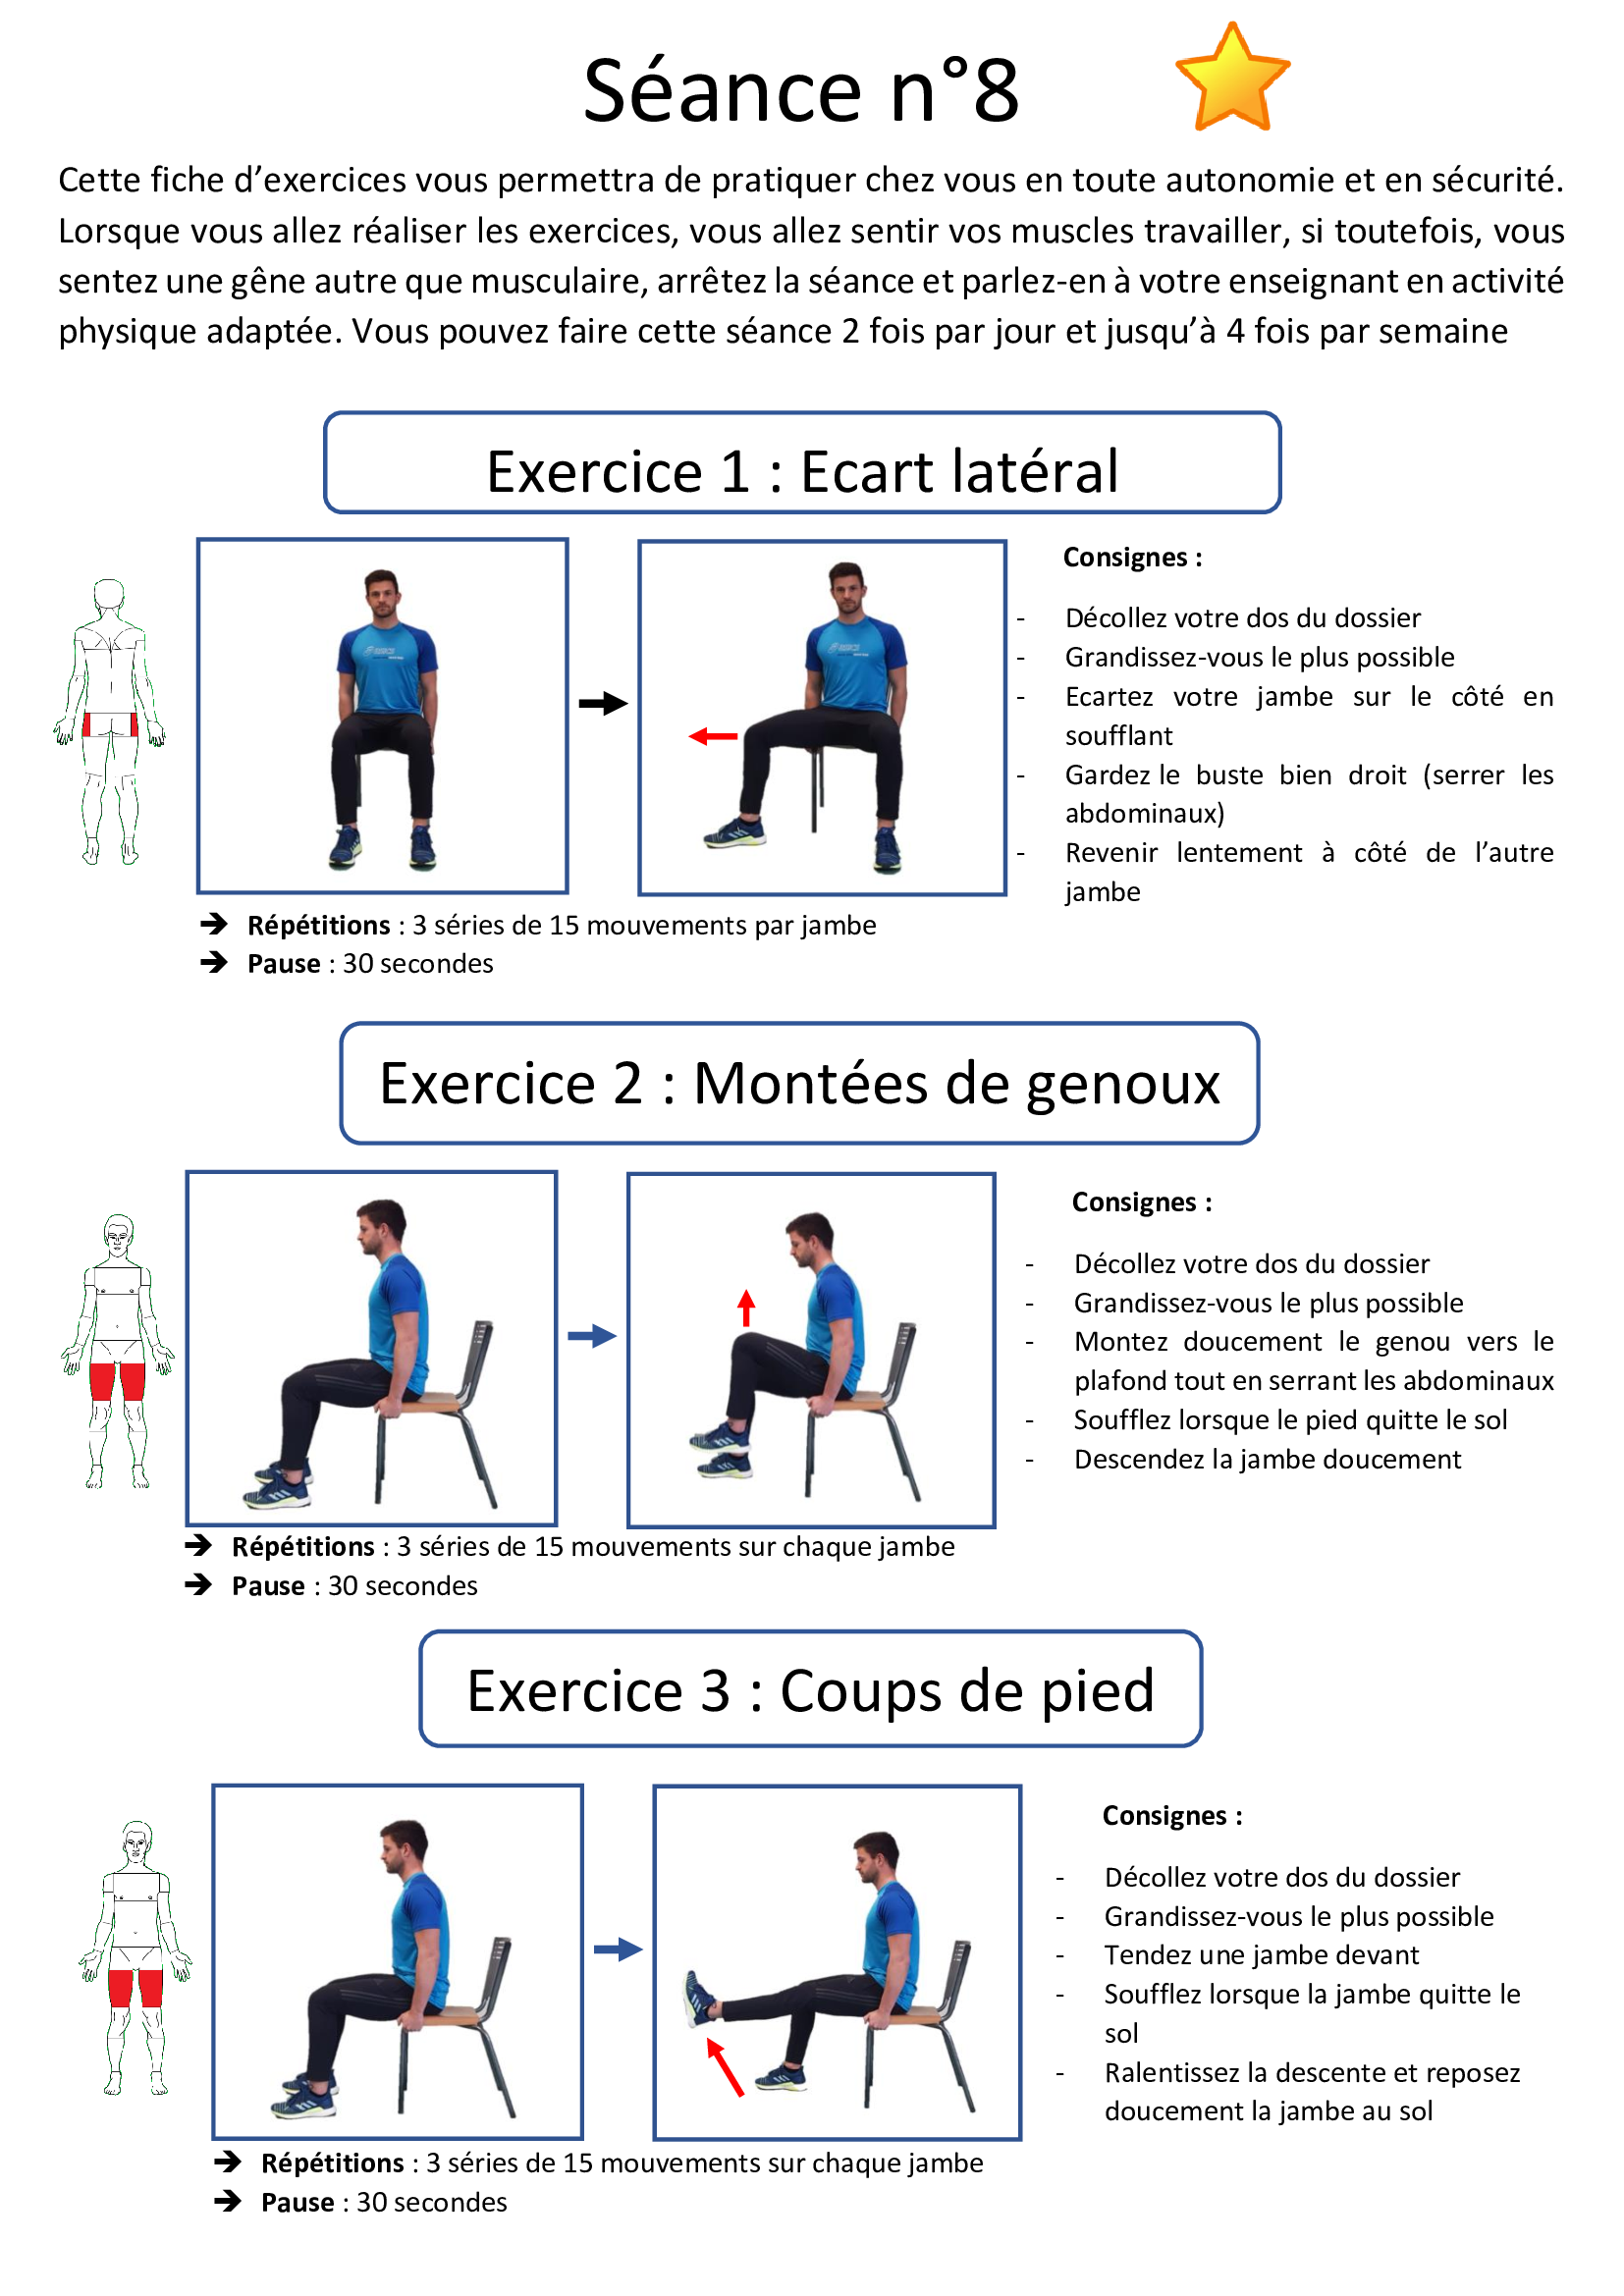 Séance n°8
Cette fiche d’exercices vous permettra de pratiquer chez vous en toute autonomie et en sécurité.
Lorsque vous allez réaliser les exercices, vous allez sentir vos muscles travailler, si toutefois, vous
sentez une gêne autre que musculaire, arrêtez la séance et parlez-en à votre enseignant en activité
physique adaptée. Vous pouvez faire cette séance 2 fois par jour et jusqu’à 4 fois par semaine
Exercice 1 : Ecart latéral
Consignes :
- Décollez votre dos du dossier
- Grandissez-vous le plus possible
- Ecartez votre jambe sur le côté en
soufflant
- Gardez le buste bien droit (serrer les
abdominaux)
- Revenir lentement à côté de l’autre
jambe
➔ Répétitions : 3 séries de 15 mouvements par jambe
➔ Pause : 30 secondes
Exercice 2 : Montées de genoux
Consignes :
- Décollez votre dos du dossier
- Grandissez-vous le plus possible
- Montez doucement le genou vers le
plafond tout en serrant les abdominaux
- Soufflez lorsque le pied quitte le sol
- Descendez la jambe doucement
➔ Répétitions : 3 séries de 15 mouvements sur chaque jambe
➔ Pause : 30 secondes
Exercice 3 : Coups de pied
Consignes :
- Décollez votre dos du dossier
- Grandissez-vous le plus possible
- Tendez une jambe devant
- Soufflez lorsque la jambe quitte le
sol
- Ralentissez la descente et reposez
doucement la jambe au sol
➔ Répétitions : 3 séries de 15 mouvements sur chaque jambe
➔ Pause : 30 secondes